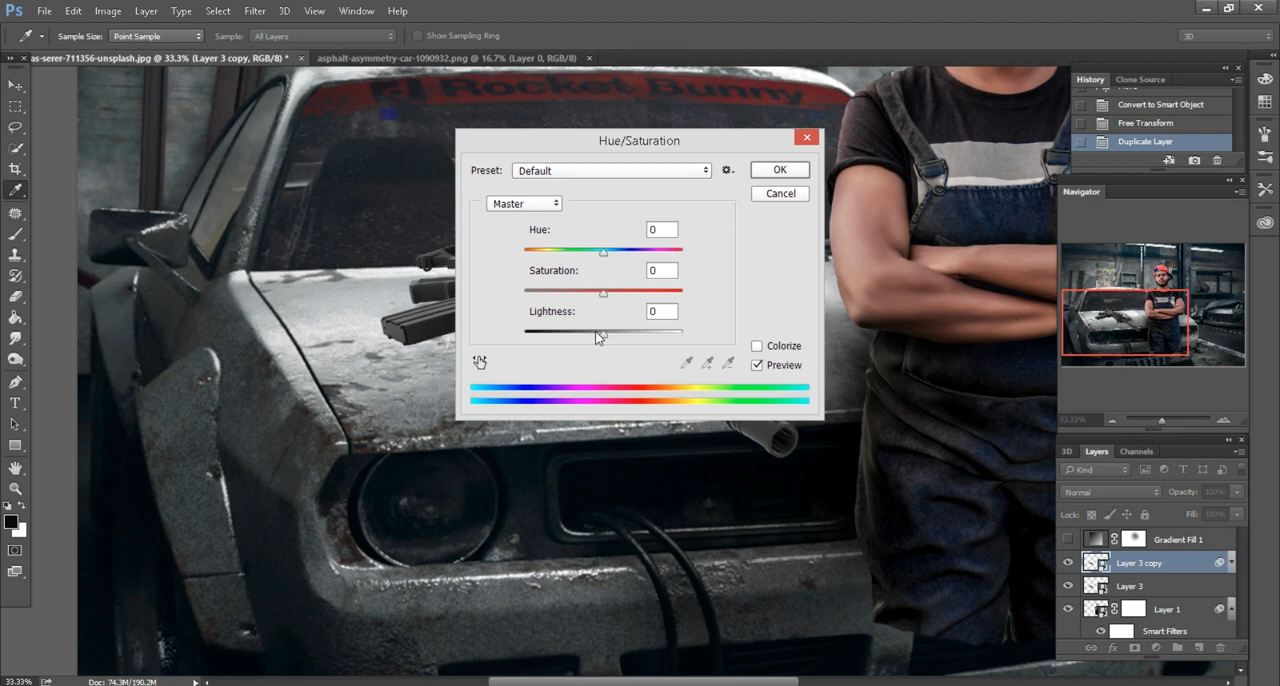 Ps File Edit Image Layer Type Select Filter 3D View Window Help
Sample Size: Point Sample Sample: All Layers Show Sampling Ring 3D
as-serer-711356-unsplash.jpg @ 33.3% (Layer 3 copy, RGB/8) * × asphalt-asymmetry-car-1090932.png @ 16.7% (Layer 0, RGB/8) ×
Rocket Bunny
History Clone Source
Convert to Smart Object
Free Transform
Duplicate Layer
Navigator
33.33%
Hue/Saturation
Preset: Default
OK
Cancel
Master
Hue: 0
Saturation: 0
Lightness: 0
Colorize
Preview
3D Layers Channels
Kind
Normal Opacity: 100%
Lock: Fill: 100%
Gradient Fill 1
Layer 3 copy
Layer 3
Layer 1
Smart Filters
fx
33.33% Doc: 74.3M/190.2M